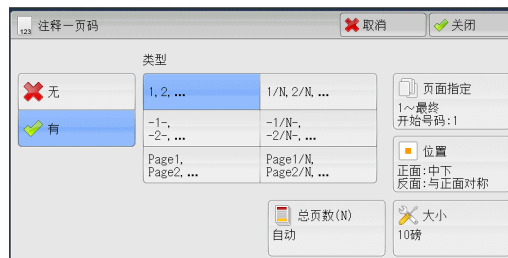 123 注释一页码
取消
关闭
类型
无
有
1, 2, ...
1/N, 2/N, ...
-1-,
-2-, ...
-1/N-,
-2/N-, ...
Page1,
Page2, ...
Page1/N,
Page2/N, ...
页面指定
1～最终
开始号码:1
位置
正面:中下
反面:与正面对称
总页数(N)
自动
大小
10磅